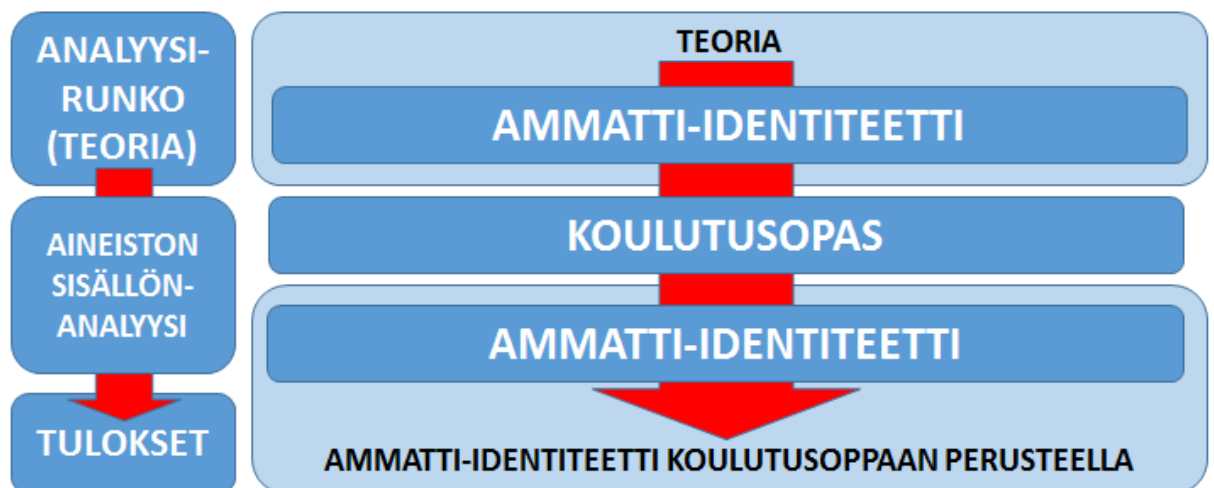 ANALYYSI-
RUNKO
(TEORIA)
AINEISTON
SISÄLLÖN-
ANALYYSI
TULOKSET
TEORIA
AMMATTI-IDENTITEETTI
KOULUTUSOPAS
AMMATTI-IDENTITEETTI
AMMATTI-IDENTITEETTI KOULUTUSOPPAAN PERUSTEELLA